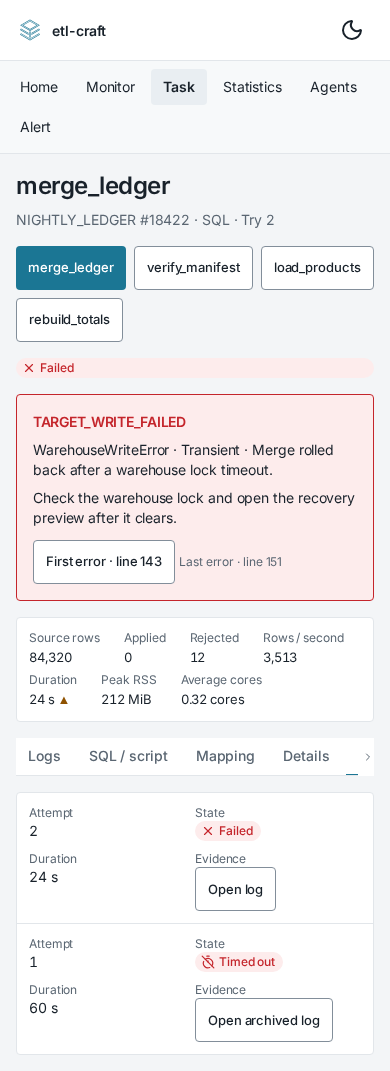 etl-craft
Home Monitor Task Statistics Agents
Alert
merge_ledger
NIGHTLY_LEDGER #18422 · SQL · Try 2
merge_ledger verify_manifest load_products
rebuild_totals
Failed
TARGET_WRITE_FAILED
WarehouseWriteError · Transient · Merge rolled
back after a warehouse lock timeout.
Check the warehouse lock and open the recovery
preview after it clears.
First error · line 143 Last error · line 151
Source rows Applied Rejected Rows / second
84,320 0 12 3,513
Duration Peak RSS Average cores
24 s ▲ 212 MiB 0.32 cores
Logs SQL / script Mapping Details
Attempt State
2 Failed
Duration Evidence
24 s Open log
Attempt State
1 Timed out
Duration Evidence
60 s Open archived log